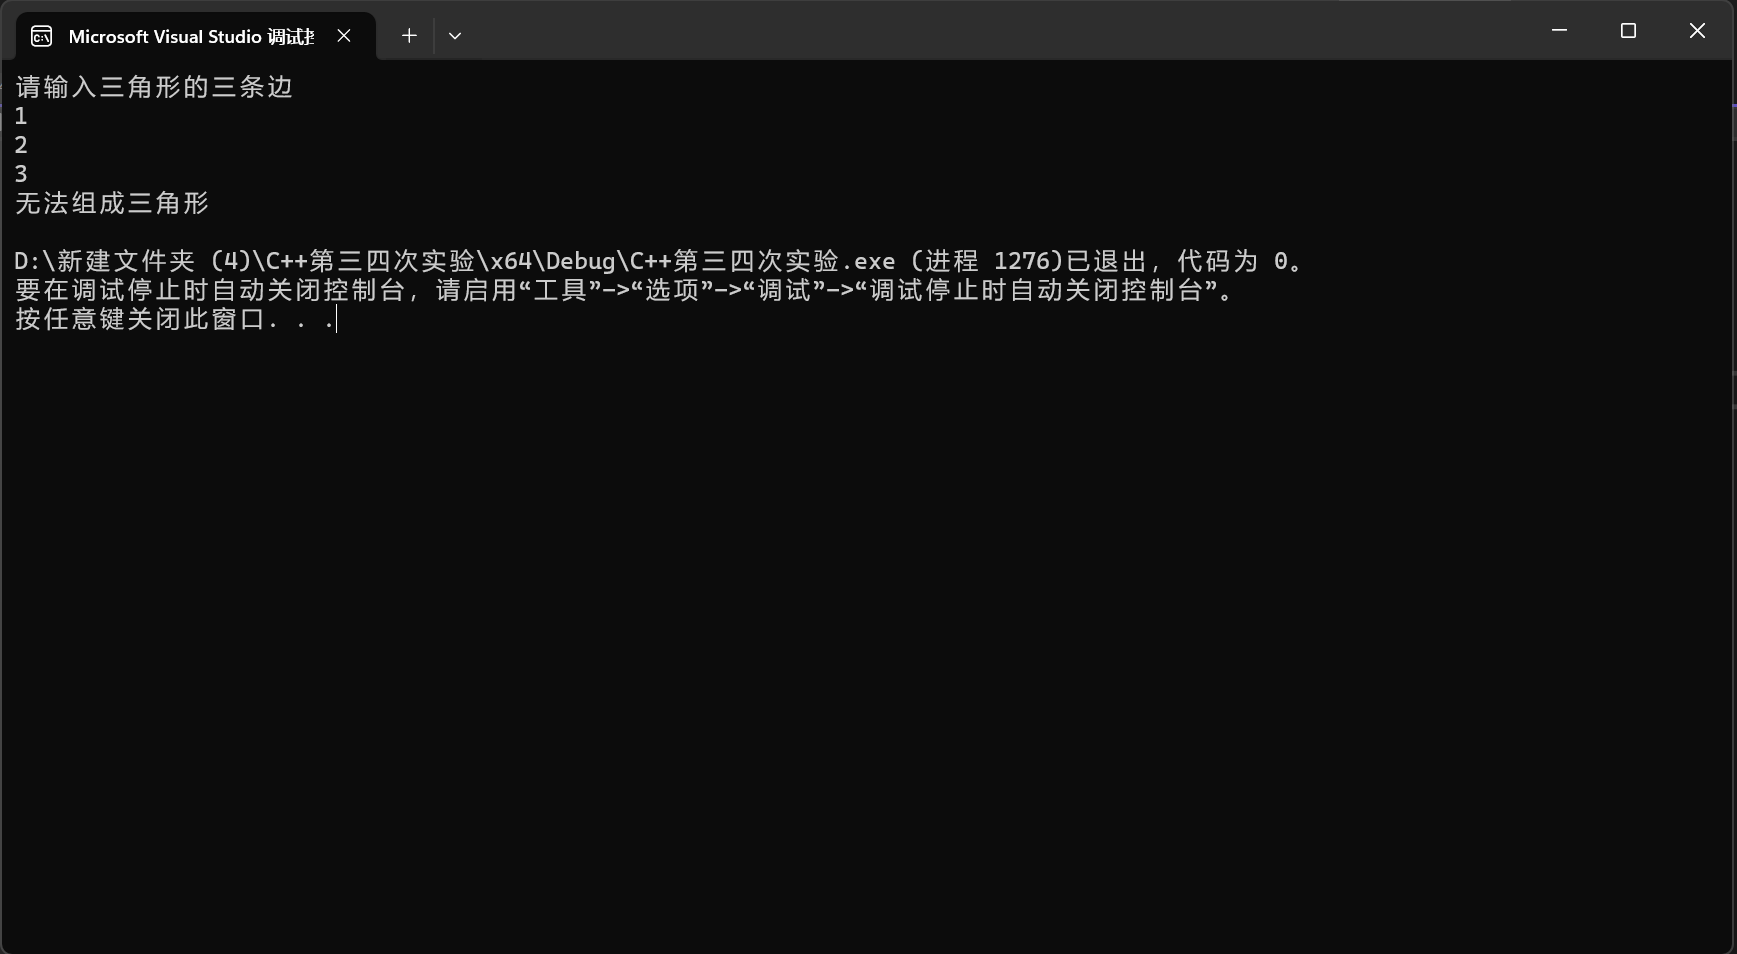 Microsoft Visual Studio 调试
请输入三角形的三条边
1
2
3
无法组成三角形
D:\新建文件夹 (4)\C++第三四次实验\x64\Debug\C++第三四次实验.exe (进程 1276)已退出，代码为 0。
要在调试停止时自动关闭控制台，请启用“工具”->“选项”->“调试”->“调试停止时自动关闭控制台”。
按任意键关闭此窗口. . .